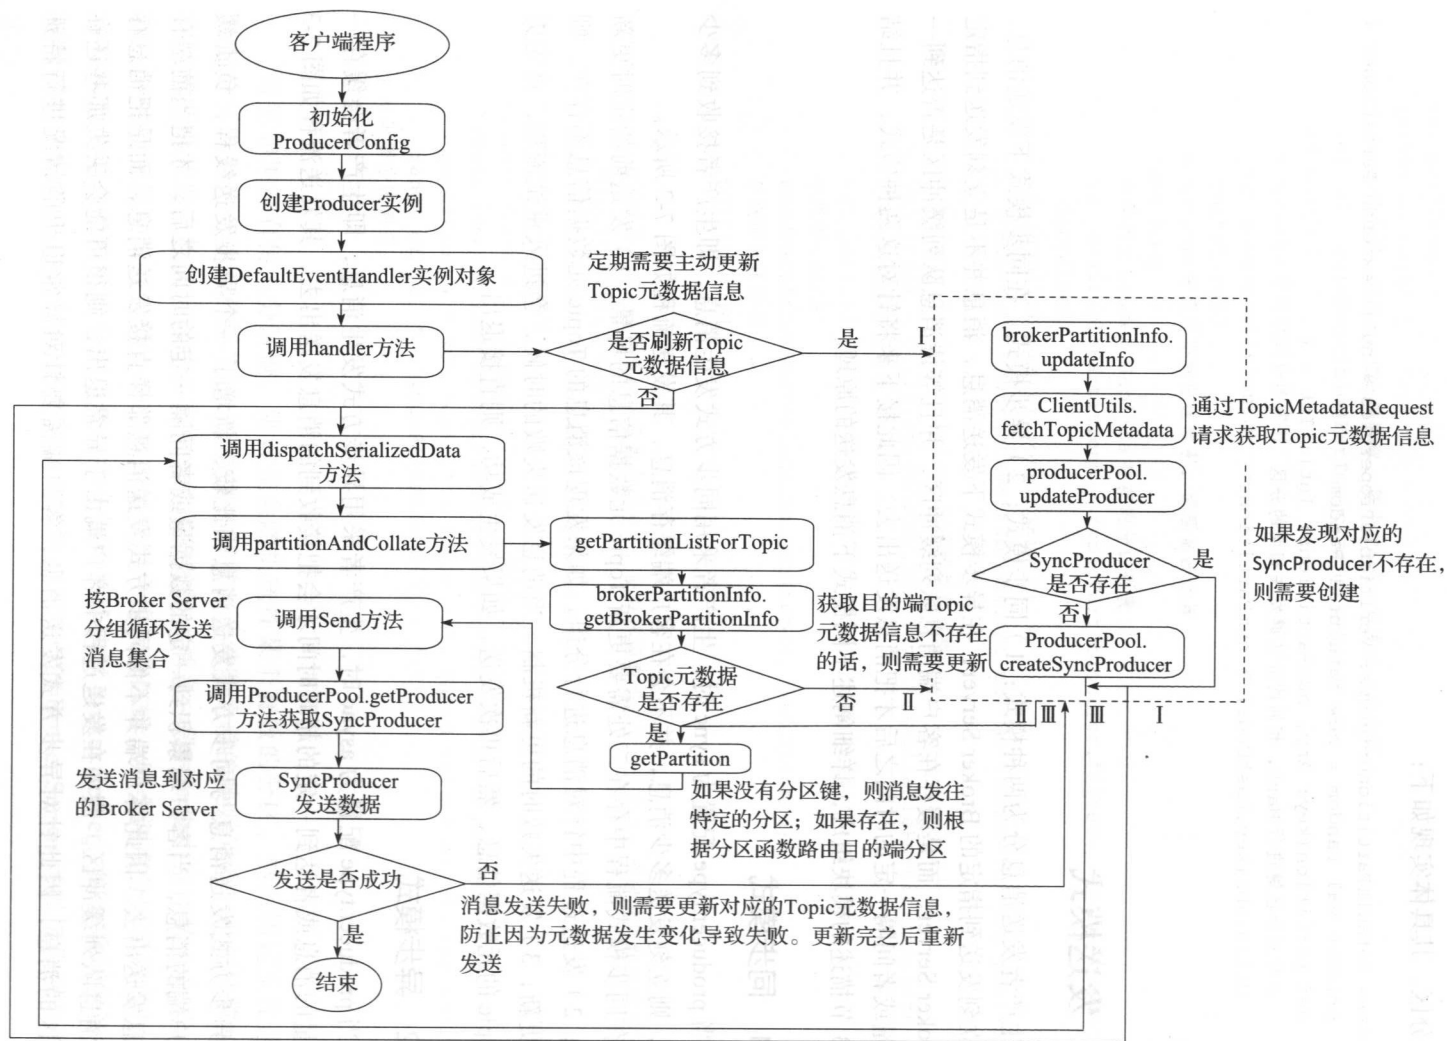 客户端程序
初始化
ProducerConfig
创建Producer实例
创建DefaultEventHandler实例对象
调用handler方法
定期需要主动更新
Topic元数据信息
是否刷新Topic
元数据信息
是
I
否
brokerPartitionInfo.
updateInfo
ClientUtils.
fetchTopicMetadata
通过TopicMetadataRequest
请求获取Topic元数据信息
producerPool.
updateProducer
SyncProducer
是否存在
是
否
如果发现对应的
SyncProducer不存在，
则需要创建
ProducerPool.
createSyncProducer
调用dispatchSerializedData
方法
调用partitionAndCollate方法
getPartitionListForTopic
brokerPartitionInfo.
getBrokerPartitionInfo
获取目的端Topic
元数据信息不存在
的话，则需要更新
Topic元数据
是否存在
否
II
是
II
III
III
I
getPartition
如果没有分区键，则消息发往
特定的分区；如果存在，则根
据分区函数路由目的端分区
按Broker Server
分组循环发送
消息集合
调用Send方法
调用ProducerPool.getProducer
方法获取SyncProducer
发送消息到对应
的Broker Server
SyncProducer
发送数据
发送是否成功
否
消息发送失败，则需要更新对应的Topic元数据信息，
防止因为元数据发生变化导致失败。更新完之后重新
发送
是
结束